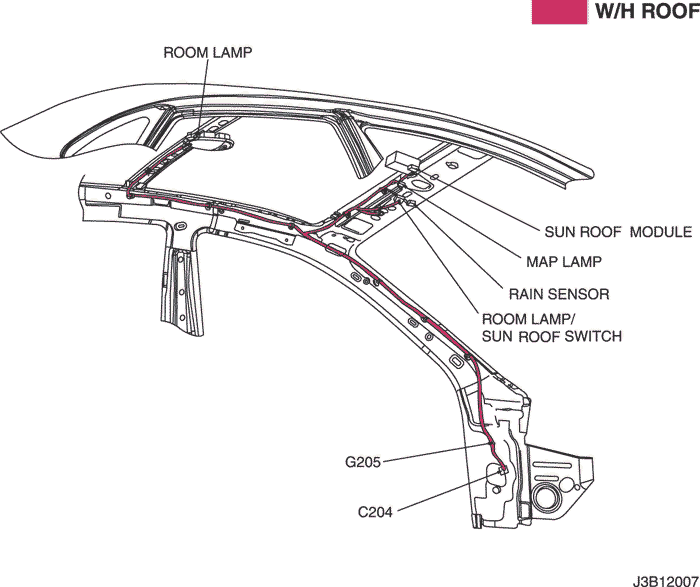 W/H ROOF
ROOM LAMP
SUN ROOF MODULE
MAP LAMP
RAIN SENSOR
ROOM LAMP/
SUN ROOF SWITCH
G205
C204
J3B12007